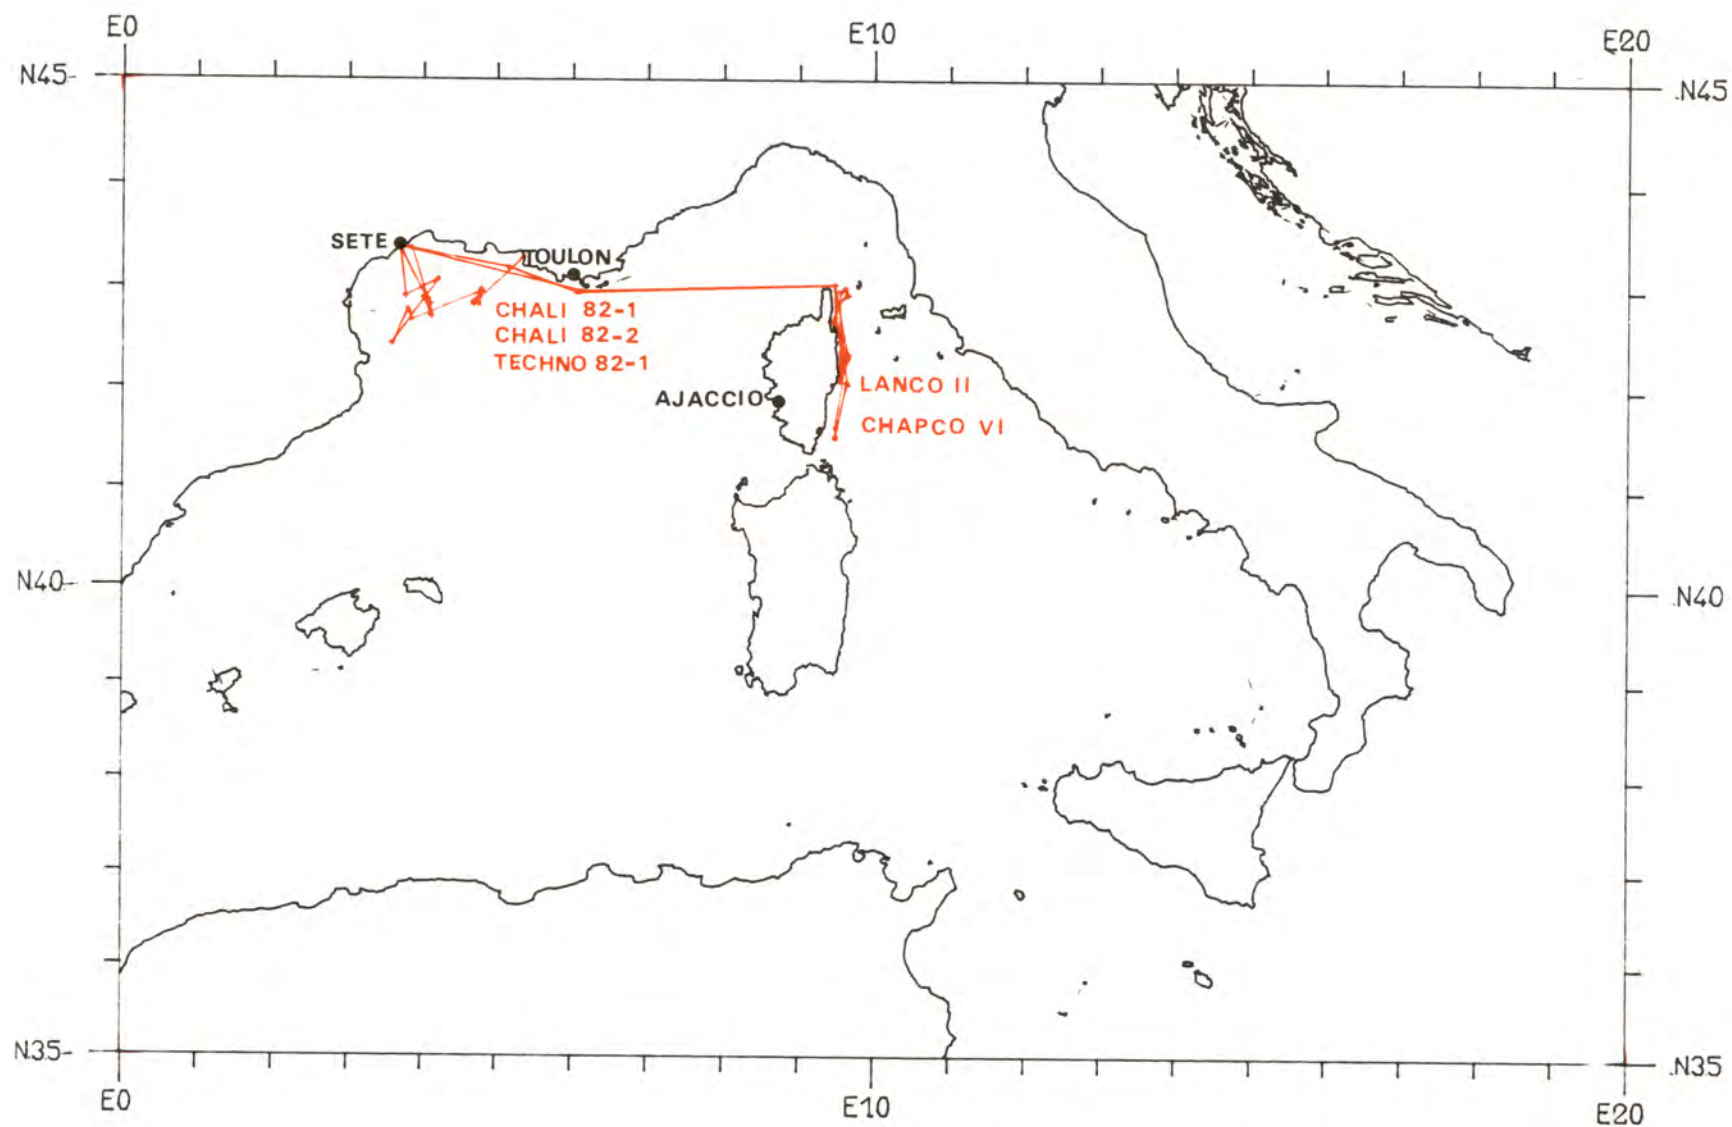 E0
E10
E20
N45
N45
SETE
TOULON
CHALI 82-1
CHALI 82-2
TECHNO 82-1
AJACCIO
LANCO II
CHAPCO VI
N40
N40
N35
N35
E0
E10
E20